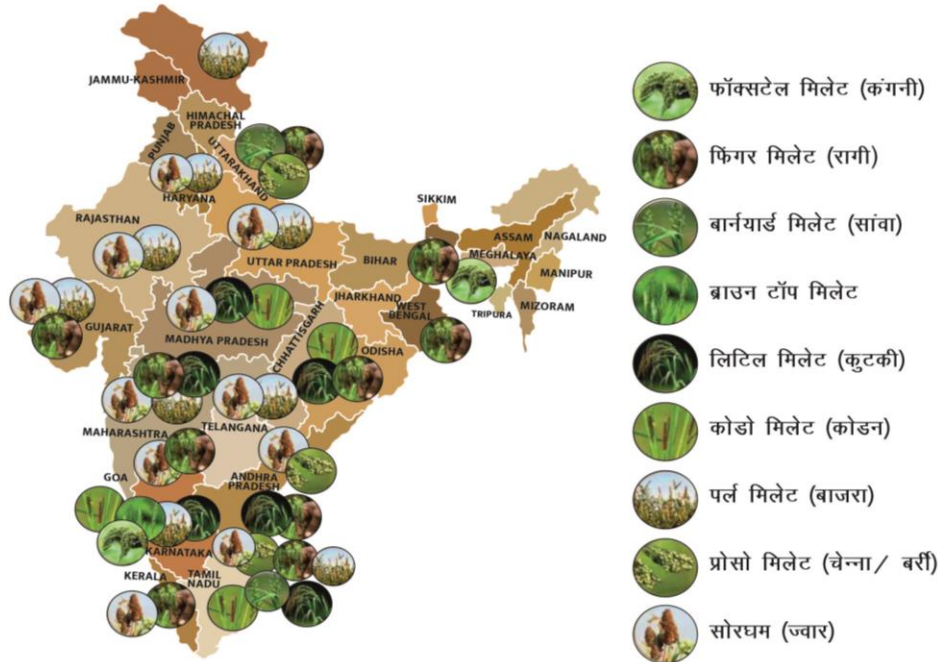 JAMMU-KASHMIR
HIMACHAL
PRADESH
PUNJAB
UTTARAKHAND
HARYANA
RAJASTHAN
UTTAR PRADESH
BIHAR
SIKKIM
ASSAM
NAGALAND
MEGHALAYA
MANIPUR
TRIPURA
MIZORAM
JHARKHAND
WEST
BENGAL
GUJARAT
MADHYA PRADESH
CHHATTISGARH
ODISHA
MAHARASHTRA
TELANGANA
GOA
ANDHRA
PRADESH
KARNATAKA
KERALA
TAMIL
NADU
फॉक्सटेल मिलेट (कंगनी)
फिंगर मिलेट (रागी)
बार्नयार्ड मिलेट (सांवा)
ब्राउन टॉप मिलेट
लिटिल मिलेट (कुटकी)
कोडो मिलेट (कोडन)
पर्ल मिलेट (बाजरा)
प्रोसो मिलेट (चेन्ना/ बर्री)
सोरघम (ज्वार)